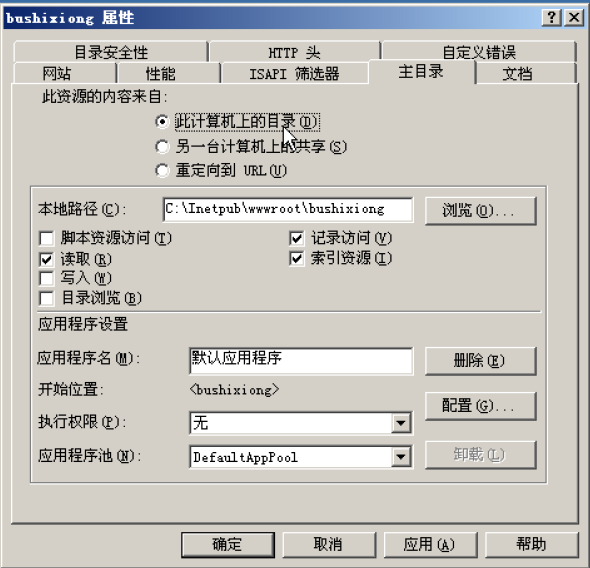 bushixiong 属性
目录安全性 HTTP 头 自定义错误
网站 性能 ISAPI 筛选器 主目录 文档
此资源的内容来自:
此计算机上的目录(D)
另一台计算机上的共享(S)
重定向到 URL(U)
本地路径(C): C:\Inetpub\wwwroot\bushixiong 浏览(O)...
脚本资源访问(T) 记录访问(V)
读取(R) 索引资源(I)
写入(W)
目录浏览(B)
应用程序设置
应用程序名(M): 默认应用程序 删除(E)
开始位置: <bushixiong>
配置(G)...
执行权限(P): 无
应用程序池(N): DefaultAppPool 卸载(L)
确定 取消 应用(A) 帮助